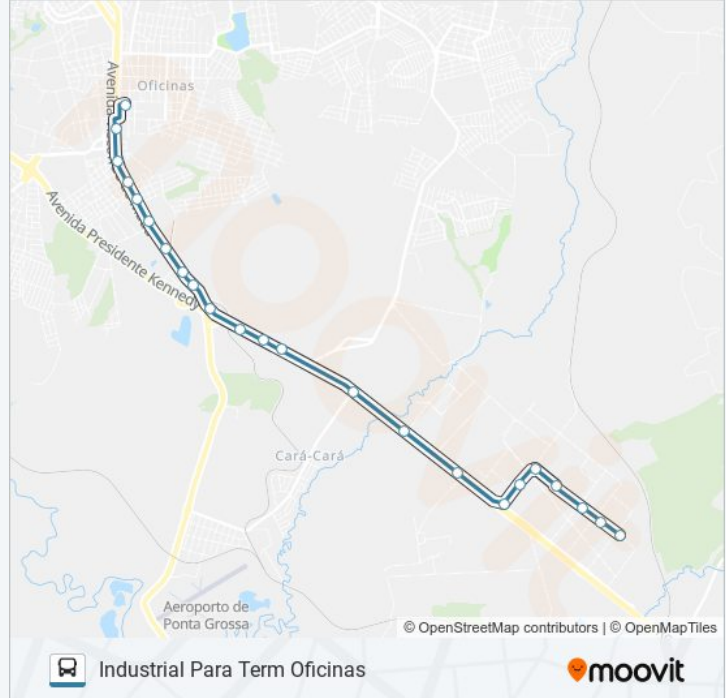 Oficinas
Avenida
Avenida Presidente Kennedy
Cará-Cará
Aeroporto de
Ponta Grossa
© OpenStreetMap contributors | © OpenMapTiles
Industrial Para Term Oficinas
moovit